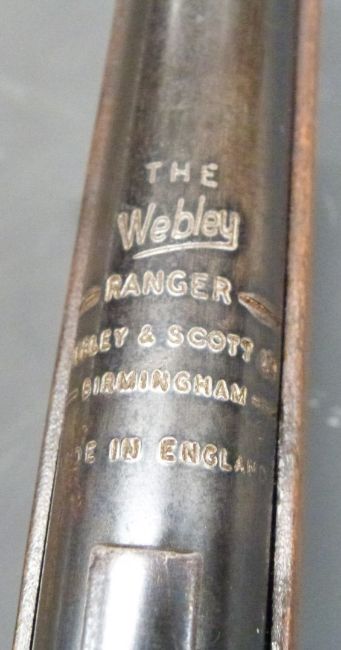 THE
Webley
RANGER
& SCOTT
BIRMINGHAM
IN ENGLAND